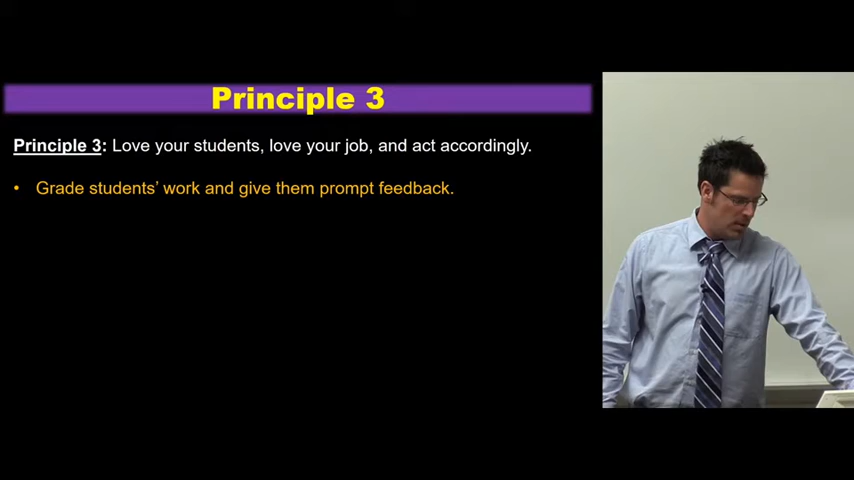 Principle 3
Principle 3: Love your students, love your job, and act accordingly.
• Grade students’ work and give them prompt feedback.